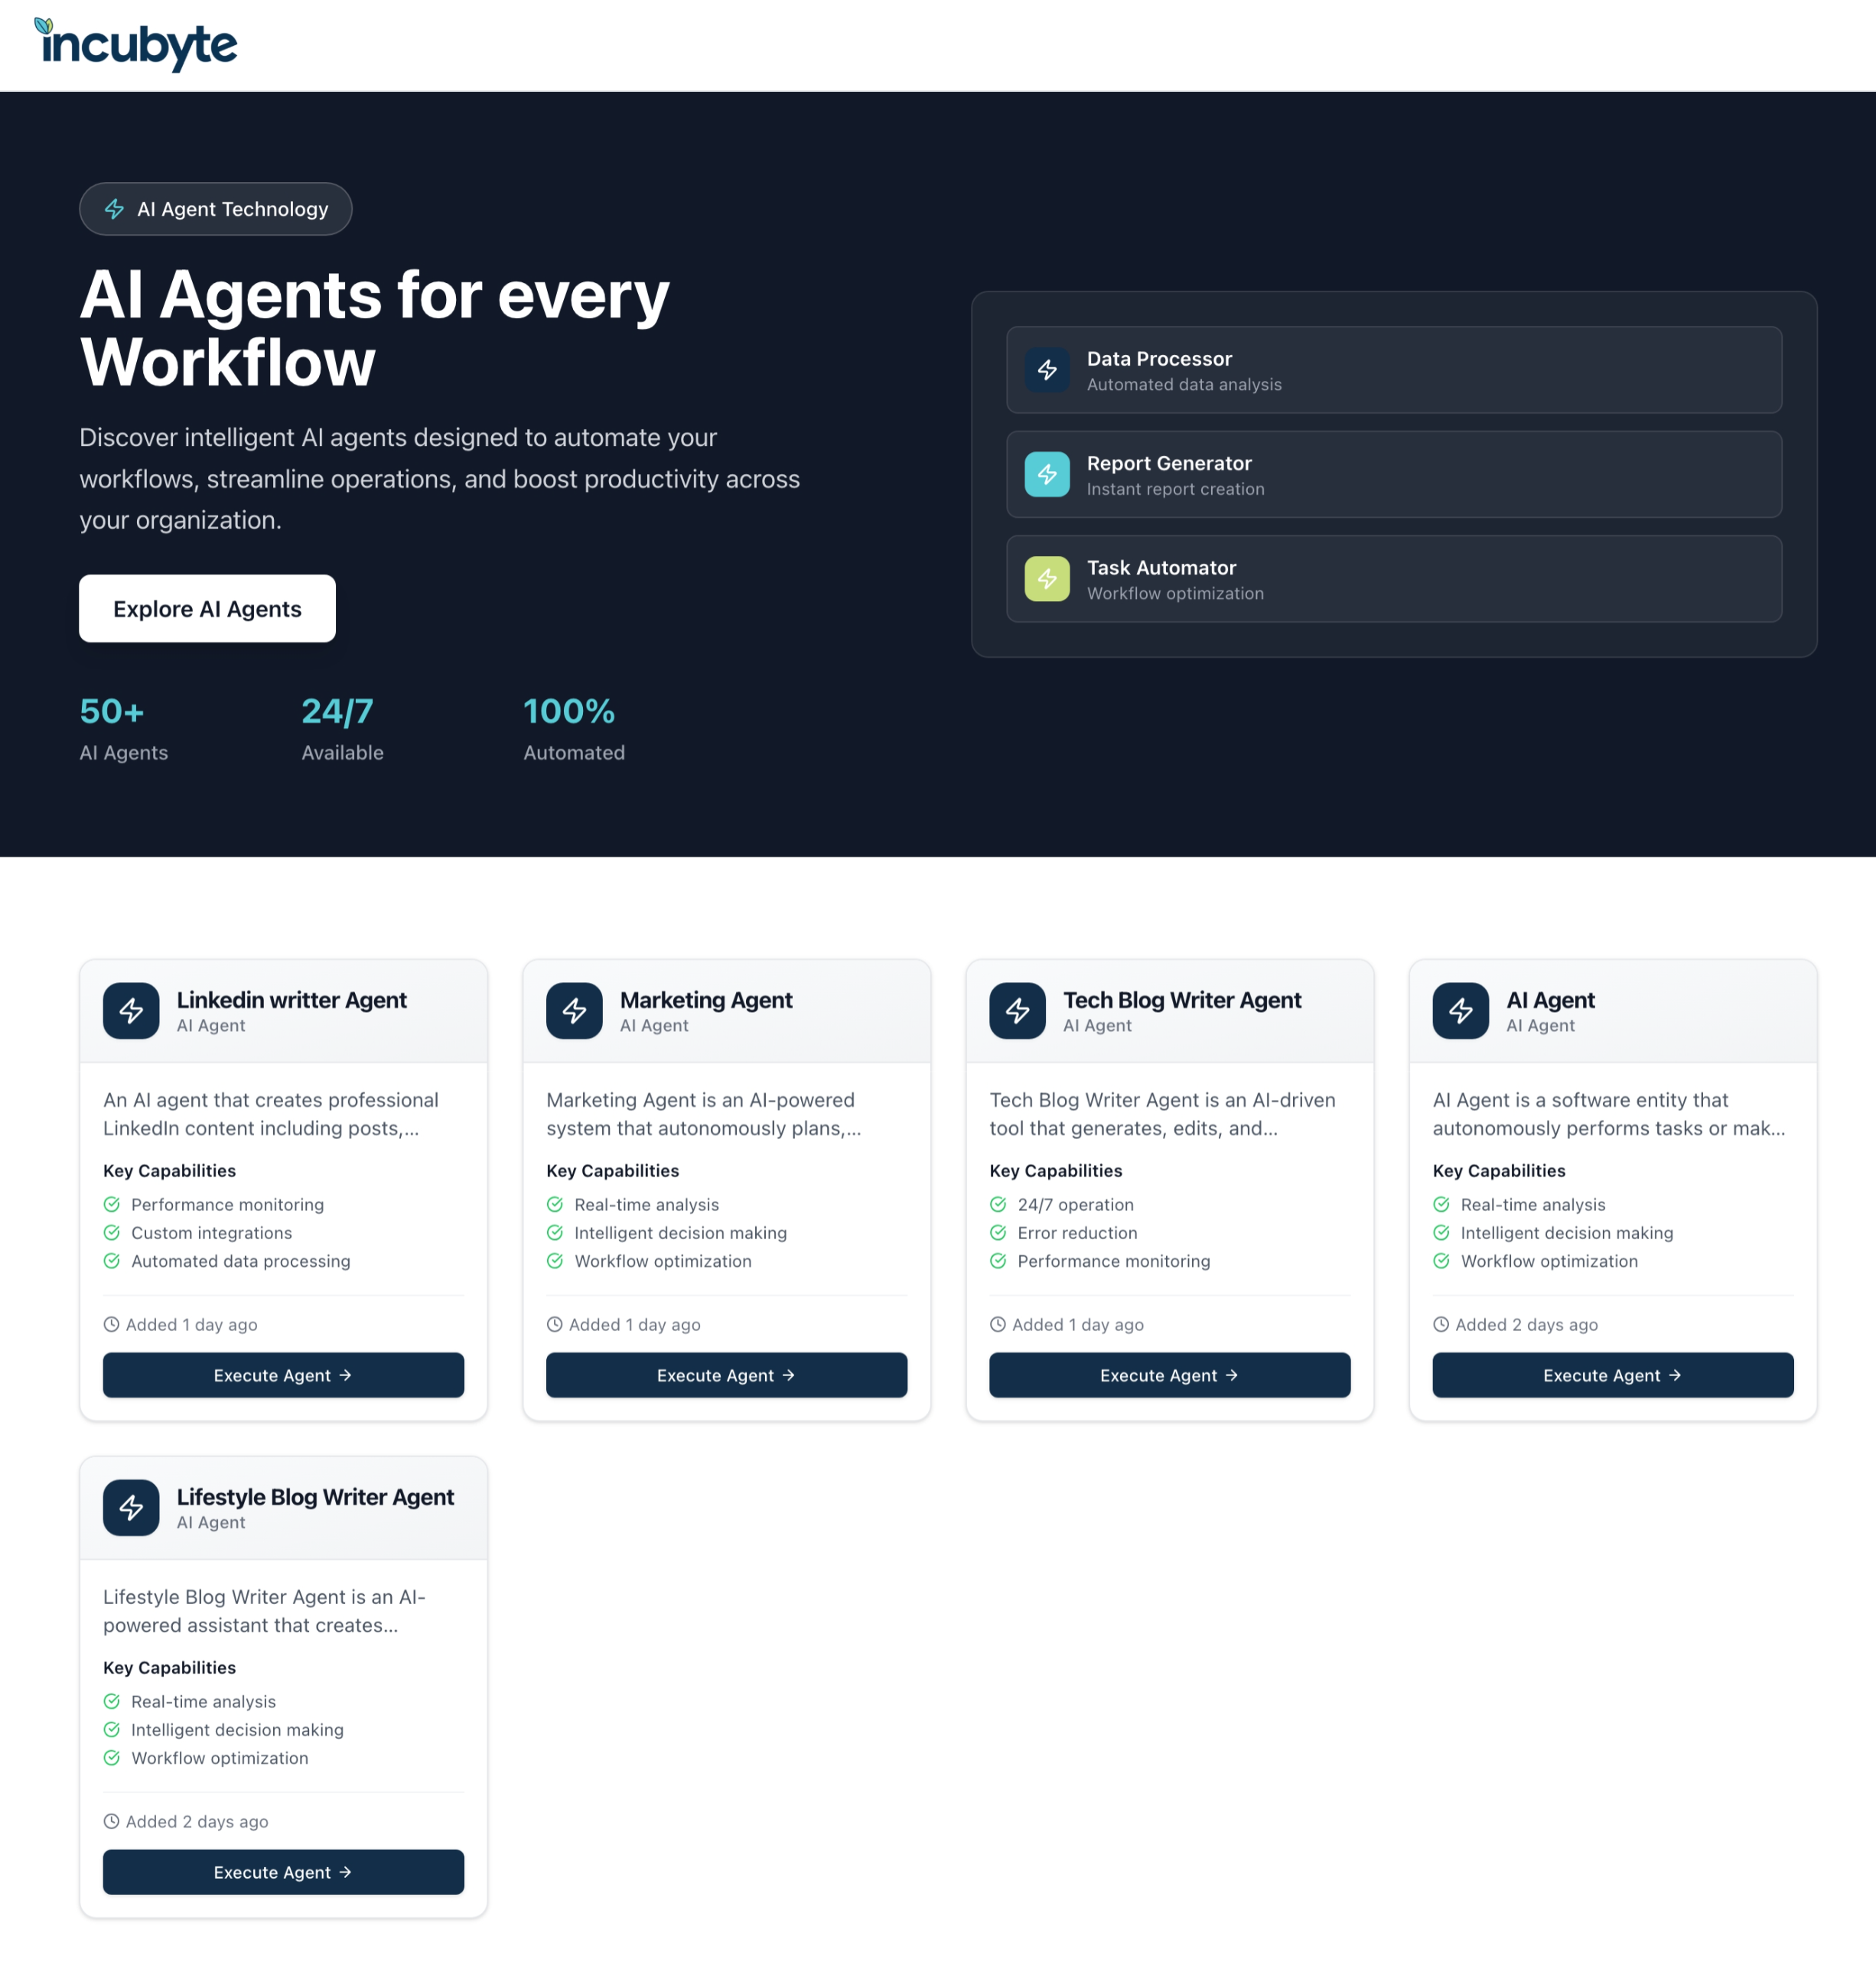 incubyte
AI Agent Technology
AI Agents for every
Workflow
Discover intelligent AI agents designed to automate your
workflows, streamline operations, and boost productivity across
your organization.
Explore AI Agents
50+
AI Agents
24/7
Available
100%
Automated
Data Processor
Automated data analysis
Report Generator
Instant report creation
Task Automator
Workflow optimization
Linkedin writter Agent
AI Agent
An AI agent that creates professional
LinkedIn content including posts,...
Key Capabilities
Performance monitoring
Custom integrations
Automated data processing
Added 1 day ago
Execute Agent →
Marketing Agent
AI Agent
Marketing Agent is an AI-powered
system that autonomously plans,...
Key Capabilities
Real-time analysis
Intelligent decision making
Workflow optimization
Added 1 day ago
Execute Agent →
Tech Blog Writer Agent
AI Agent
Tech Blog Writer Agent is an AI-driven
tool that generates, edits, and...
Key Capabilities
24/7 operation
Error reduction
Performance monitoring
Added 1 day ago
Execute Agent →
AI Agent
AI Agent
AI Agent is a software entity that
autonomously performs tasks or mak...
Key Capabilities
Real-time analysis
Intelligent decision making
Workflow optimization
Added 2 days ago
Execute Agent →
Lifestyle Blog Writer Agent
AI Agent
Lifestyle Blog Writer Agent is an AI-
powered assistant that creates...
Key Capabilities
Real-time analysis
Intelligent decision making
Workflow optimization
Added 2 days ago
Execute Agent →